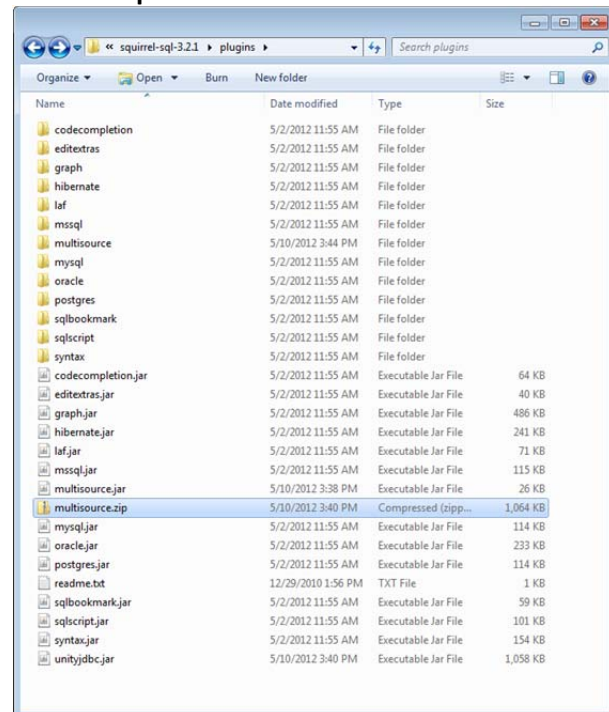 « squirrel-sql-3.2.1 ▸ plugins ▸ Search plugins
Organize ▾ Open ▾ Burn New folder
Name Date modified Type Size
codecompletion 5/2/2012 11:55 AM File folder
editextras 5/2/2012 11:55 AM File folder
graph 5/2/2012 11:55 AM File folder
hibernate 5/2/2012 11:55 AM File folder
laf 5/2/2012 11:55 AM File folder
mssql 5/2/2012 11:55 AM File folder
multisource 5/10/2012 3:44 PM File folder
mysql 5/2/2012 11:55 AM File folder
oracle 5/2/2012 11:55 AM File folder
postgres 5/2/2012 11:55 AM File folder
sqlbookmark 5/2/2012 11:55 AM File folder
sqlscript 5/2/2012 11:55 AM File folder
syntax 5/2/2012 11:55 AM File folder
codecompletion.jar 5/2/2012 11:55 AM Executable Jar File 64 KB
editextras.jar 5/2/2012 11:55 AM Executable Jar File 40 KB
graph.jar 5/2/2012 11:55 AM Executable Jar File 486 KB
hibernate.jar 5/2/2012 11:55 AM Executable Jar File 241 KB
laf.jar 5/2/2012 11:55 AM Executable Jar File 71 KB
mssql.jar 5/2/2012 11:55 AM Executable Jar File 115 KB
multisource.jar 5/10/2012 3:38 PM Executable Jar File 26 KB
multisource.zip 5/10/2012 3:40 PM Compressed (zipp... 1,064 KB
mysql.jar 5/2/2012 11:55 AM Executable Jar File 114 KB
oracle.jar 5/2/2012 11:55 AM Executable Jar File 233 KB
postgres.jar 5/2/2012 11:55 AM Executable Jar File 114 KB
readme.txt 12/29/2010 1:56 PM TXT File 1 KB
sqlbookmark.jar 5/2/2012 11:55 AM Executable Jar File 59 KB
sqlscript.jar 5/2/2012 11:55 AM Executable Jar File 101 KB
syntax.jar 5/2/2012 11:55 AM Executable Jar File 154 KB
unityjdbc.jar 5/10/2012 3:40 PM Executable Jar File 1,058 KB